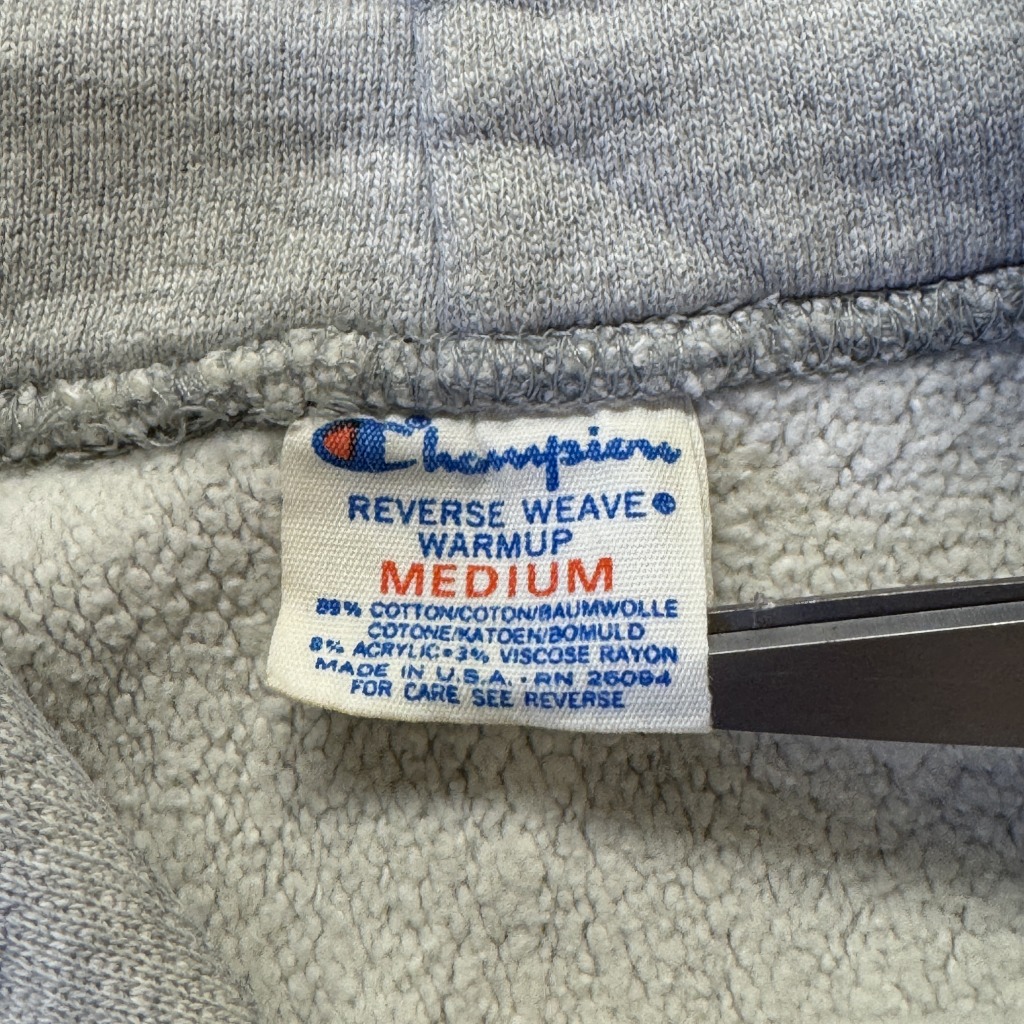 Champion
REVERSE WEAVE®
WARMUP
MEDIUM
89% COTTON/COTON/BAUMWOLLE
COTONE/KATOEN/BOMULD
8% ACRYLIC•3% VISCOSE RAYON
MADE IN U.S.A. · RN 26094
FOR CARE SEE REVERSE